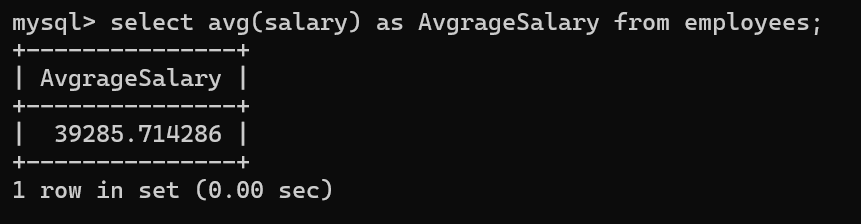 mysql> select avg(salary) as AvgrageSalary from employees;
+---------------+
| AvgrageSalary |
+---------------+
|  39285.714286 |
+---------------+
1 row in set (0.00 sec)